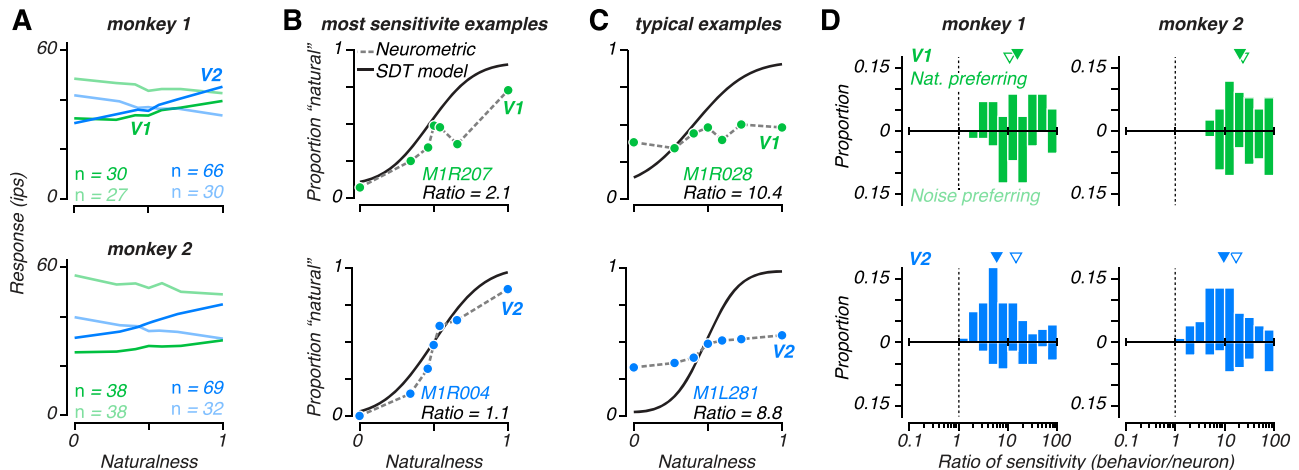 A
monkey 1
60
V2
V1
n = 30
n = 66
n = 27
n = 30
0
Response (ips)
monkey 2
60
n = 38
n = 69
n = 38
n = 32
0
0
1
Naturalness
B
most sensitivite examples
1
Neurometric
SDT model
Proportion “natural”
V1
M1R207
Ratio = 2.1
0
1
Proportion “natural”
V2
M1R004
Ratio = 1.1
0
0
1
Naturalness
C
typical examples
1
V1
M1R028
Ratio = 10.4
0
1
V2
M1L281
Ratio = 8.8
0
0
1
Naturalness
D
monkey 1
monkey 2
V1
Nat. preferring
0.15
0.15
Proportion
0
0
Noise preferring
0.15
0.15
V2
0.15
0.15
Proportion
0
0
0.15
0.15
0.1
1
10
100
0.1
1
10
100
Ratio of sensitivity (behavior/neuron)